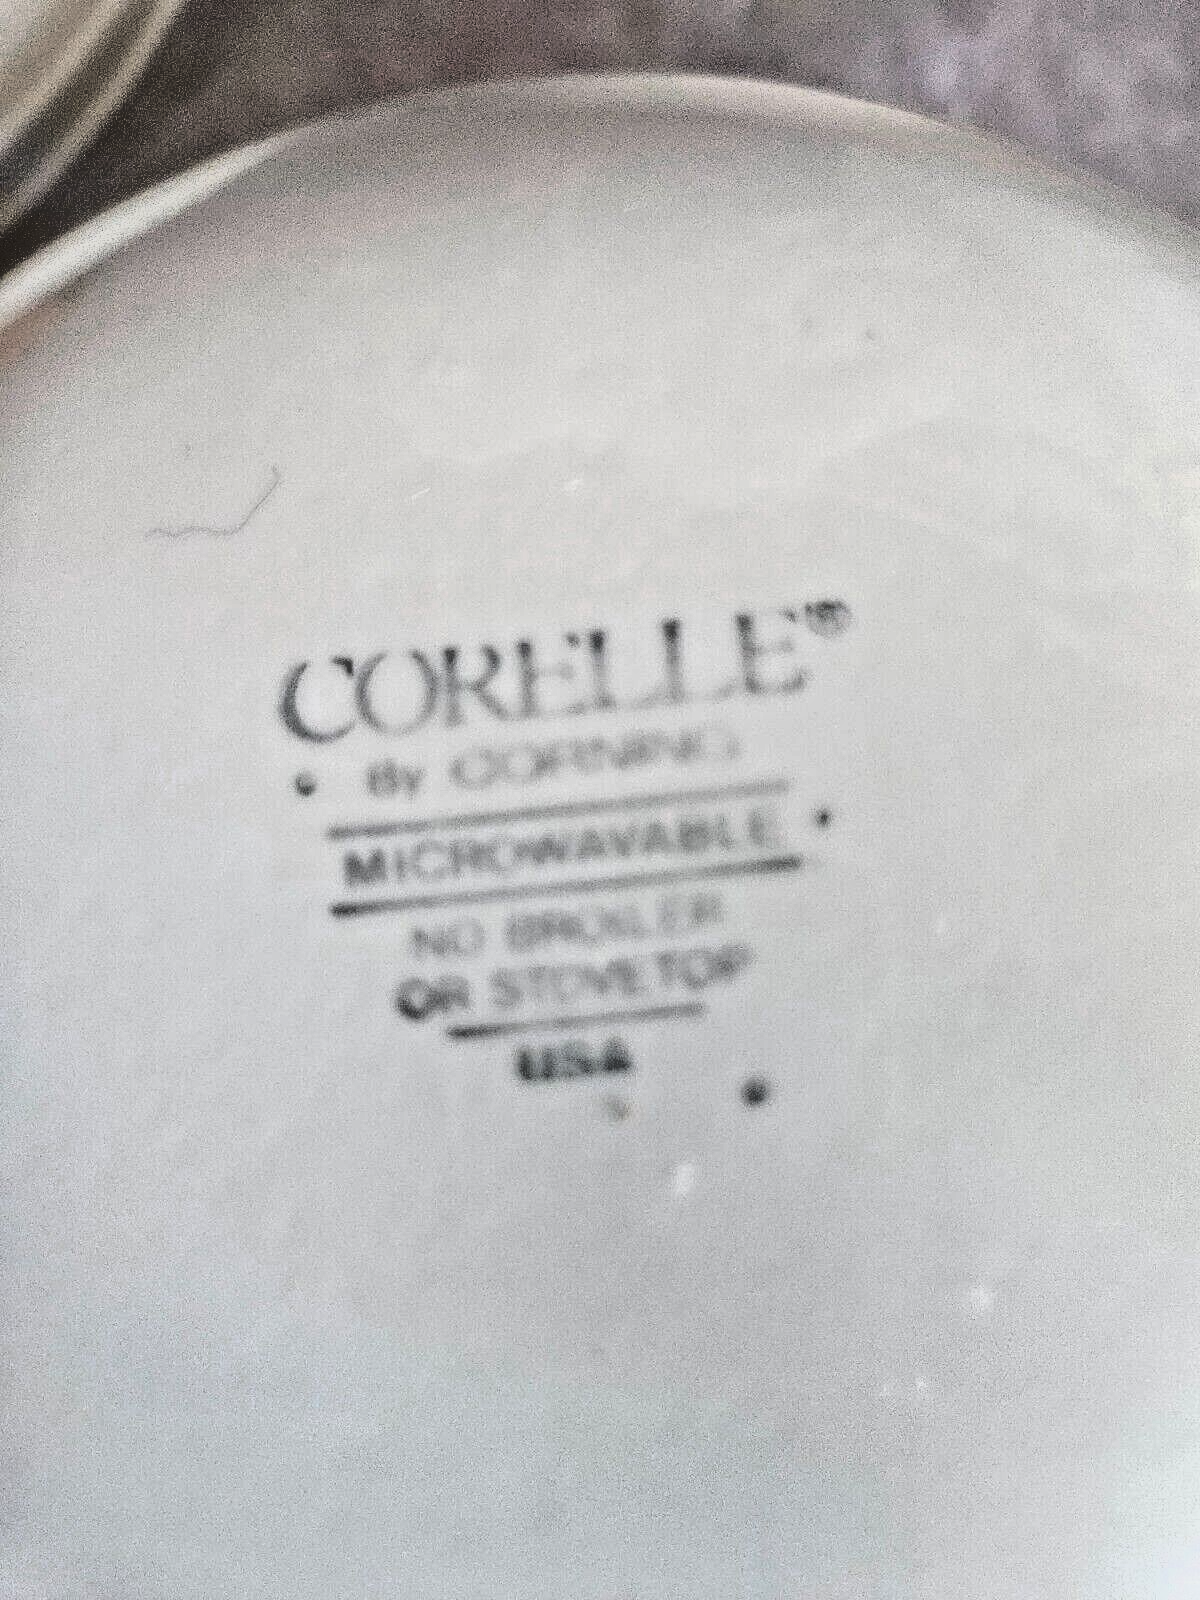 CORELLE®
By CORNING
MICROWAVABLE
NO BROILER
OR STOVETOP
USA